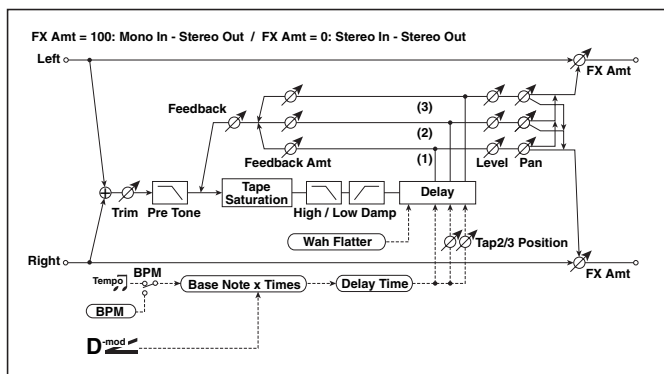 FX Amt = 100: Mono In - Stereo Out / FX Amt = 0: Stereo In - Stereo Out
Left
FX Amt
Feedback
(3)
(2)
(1)
Feedback Amt
Level
Pan
Trim
Pre Tone
Tape
Saturation
High / Low Damp
Delay
Wah Flatter
Tap2/3 Position
Right
FX Amt
Tempo
BPM
BPM
Base Note x Times
Delay Time
D-mod